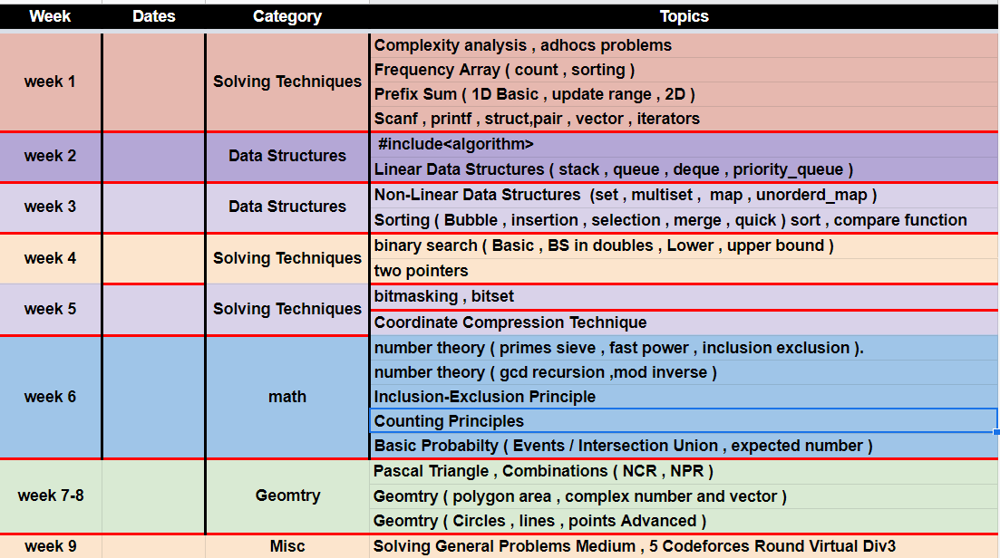 Week Dates Category Topics
week 1 Solving Techniques
Complexity analysis , adhocs problems
Frequency Array ( count , sorting )
Prefix Sum ( 1D Basic , update range , 2D )
Scanf , printf , struct,pair , vector , iterators
week 2 Data Structures
#include<algorithm>
Linear Data Structures ( stack , queue , deque , priority_queue )
week 3 Data Structures
Non-Linear Data Structures (set , multiset , map , unorderd_map )
Sorting ( Bubble , insertion , selection , merge , quick ) sort , compare function
week 4 Solving Techniques
binary search ( Basic , BS in doubles , Lower , upper bound )
two pointers
week 5 Solving Techniques
bitmasking , bitset
Coordinate Compression Technique
week 6 math
number theory ( primes sieve , fast power , inclusion exclusion ).
number theory ( gcd recursion ,mod inverse )
Inclusion-Exclusion Principle
Counting Principles
Basic Probabilty ( Events / Intersection Union , expected number )
week 7-8 Geomtry
Pascal Triangle , Combinations ( NCR , NPR )
Geomtry ( polygon area , complex number and vector )
Geomtry ( Circles , lines , points Advanced )
week 9 Misc
Solving General Problems Medium , 5 Codeforces Round Virtual Div3